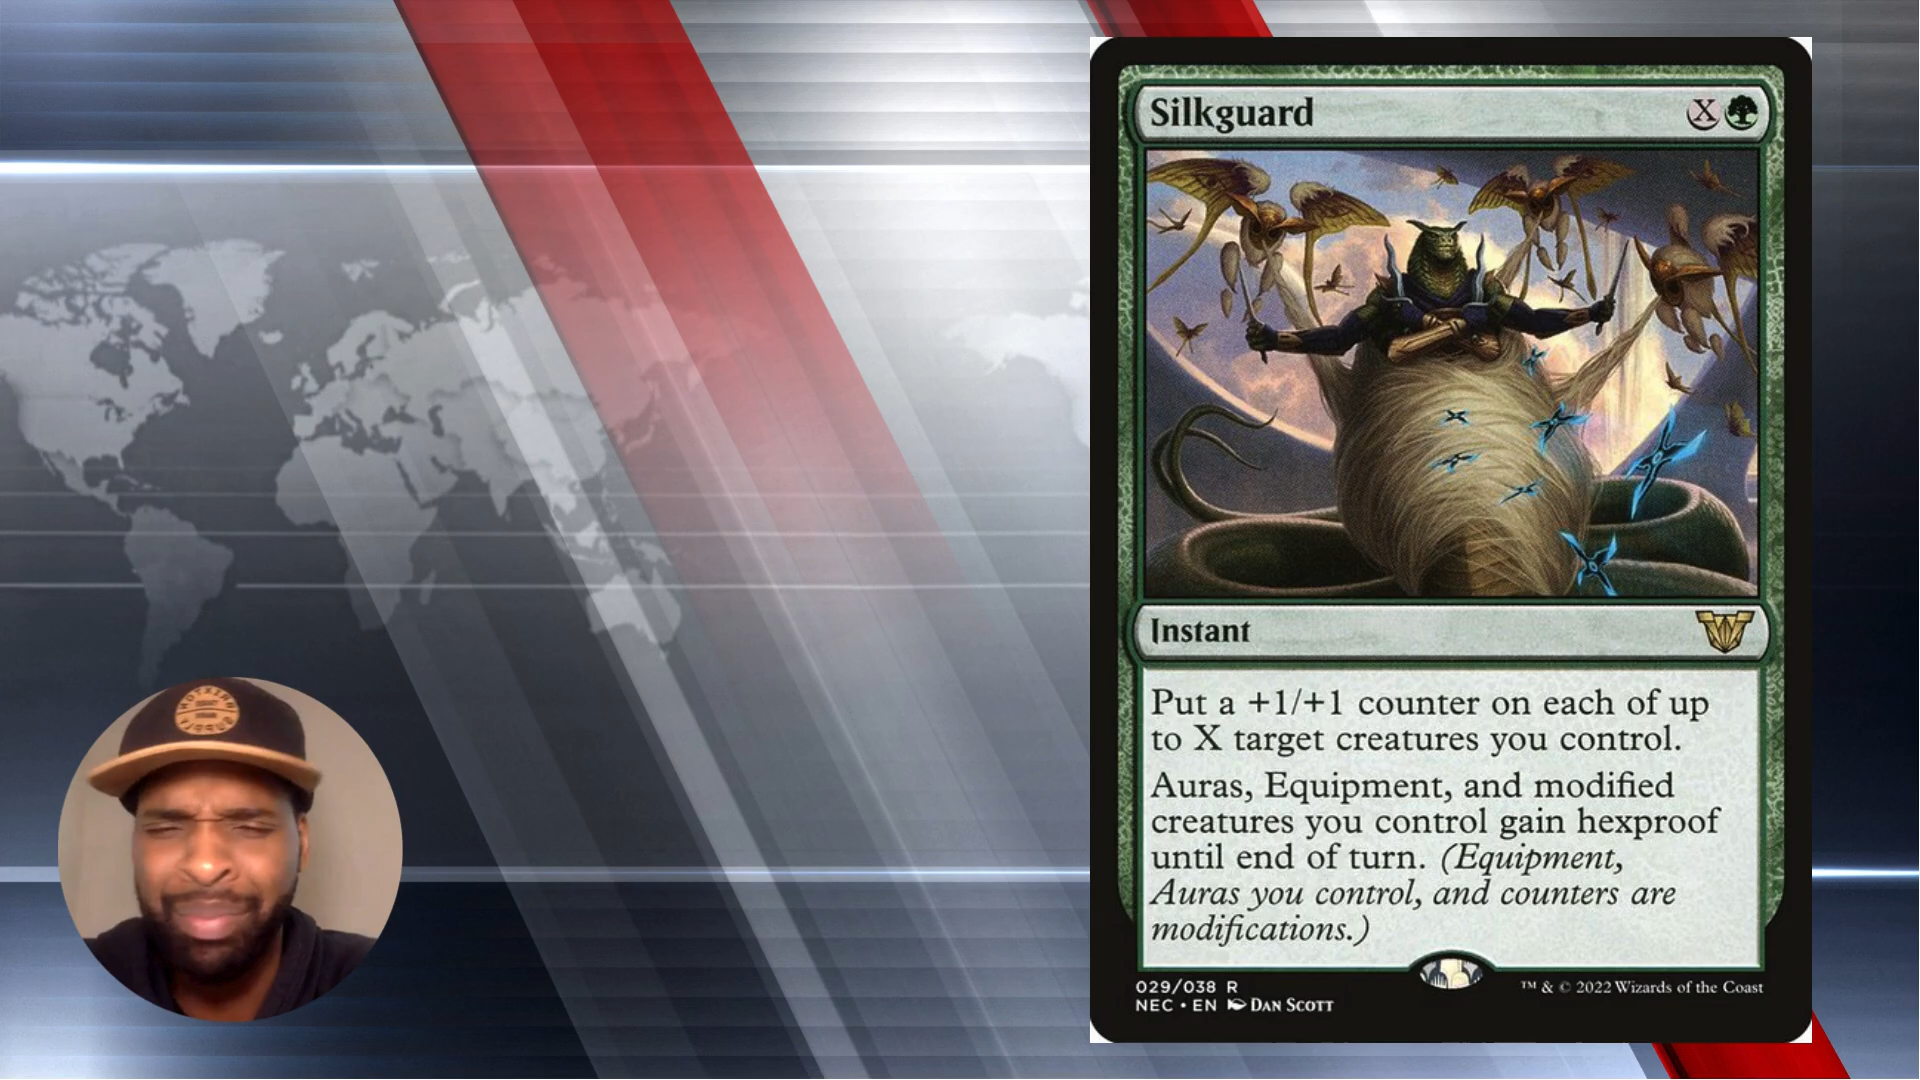 Silkguard X
Instant
Put a +1/+1 counter on each of up
to X target creatures you control.
Auras, Equipment, and modified
creatures you control gain hexproof
until end of turn. (Equipment,
Auras you control, and counters are
modifications.)
029/038 R
NEC • EN DAN SCOTT
™ & © 2022 Wizards of the Coast